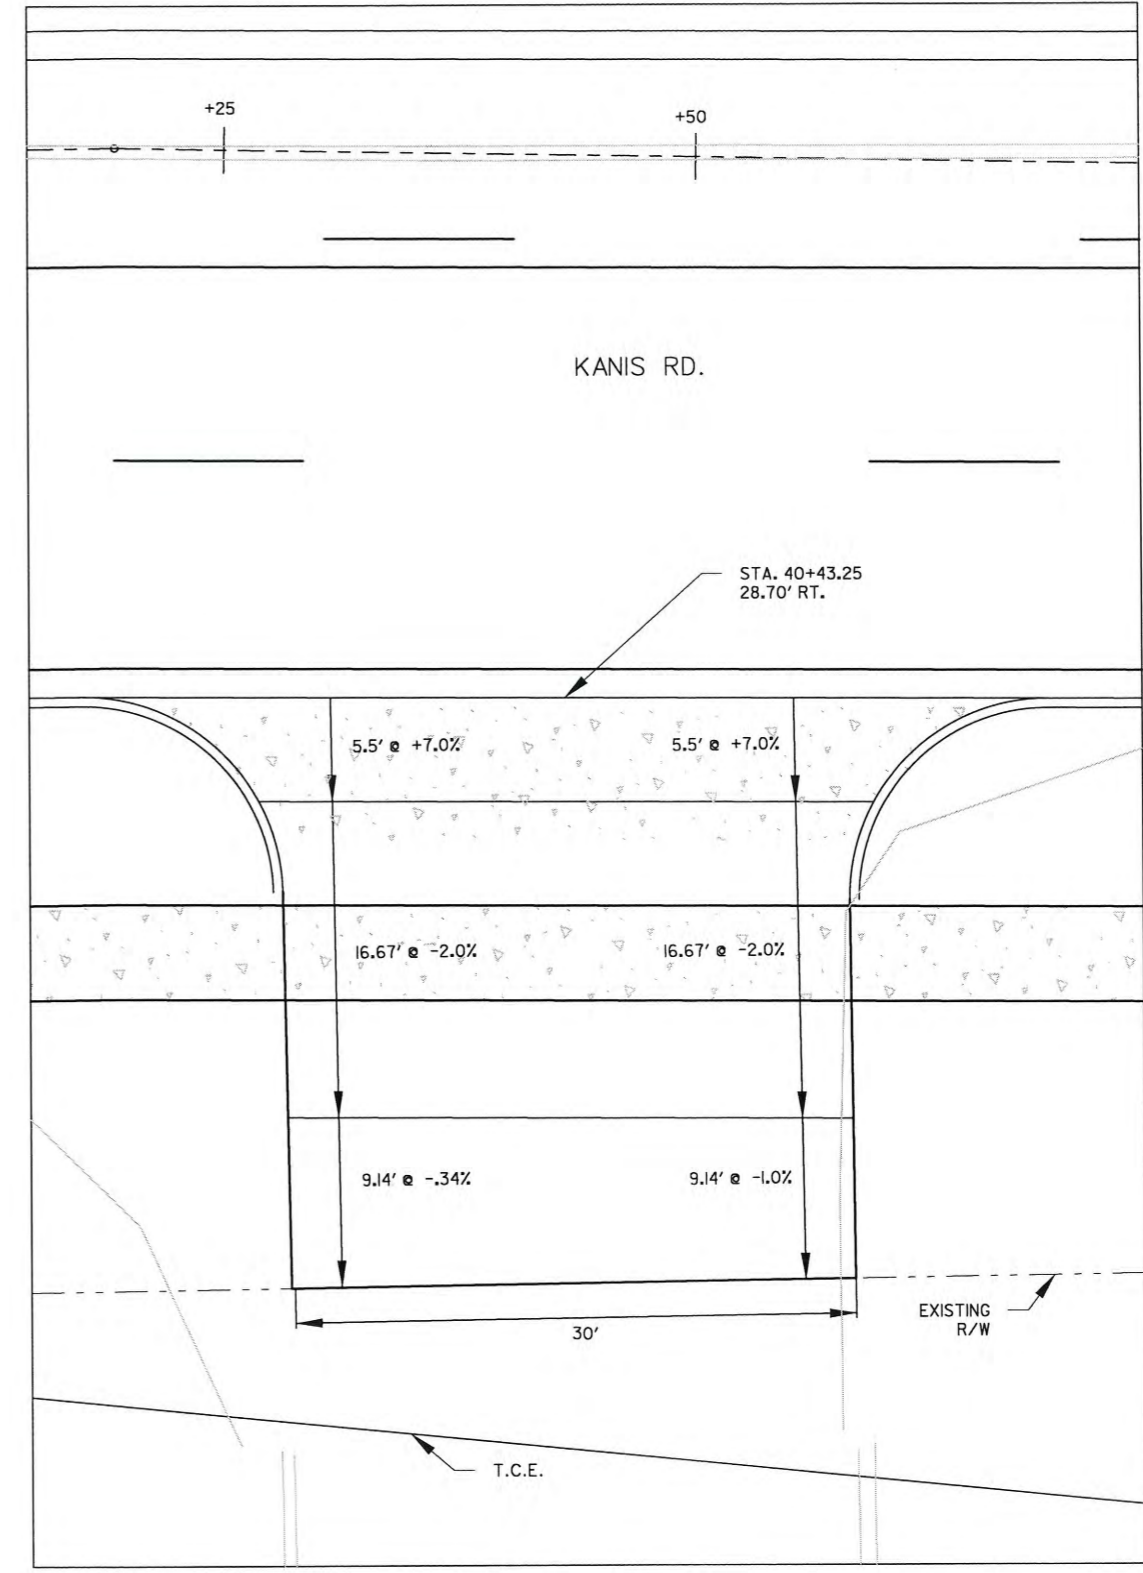 +25
+50
KANIS RD.
STA. 40+43.25
28.70' RT.
5.5' @ +7.0%
5.5' @ +7.0%
16.67' @ -2.0%
16.67' @ -2.0%
9.14' @ -.34%
9.14' @ -1.0%
EXISTING
R/W
30'
T.C.E.